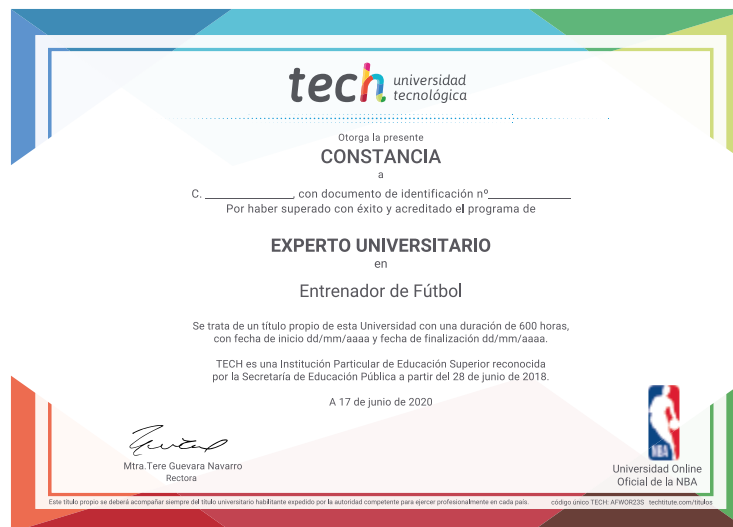 tech universidad
tecnológica
Otorga la presente
CONSTANCIA
a
C. ______________, con documento de identificación nº______________
Por haber superado con éxito y acreditado el programa de
EXPERTO UNIVERSITARIO
en
Entrenador de Fútbol
Se trata de un título propio de esta Universidad con una duración de 600 horas,
con fecha de inicio dd/mm/aaaa y fecha de finalización dd/mm/aaaa.
TECH es una Institución Particular de Educación Superior reconocida
por la Secretaría de Educación Pública a partir del 28 de junio de 2018.
A 17 de junio de 2020
Mtra.Tere Guevara Navarro
Rectora
NBA
Universidad Online
Oficial de la NBA
Este título propio se deberá acompañar siempre del título universitario habilitante expedido por la autoridad competente para ejercer profesionalmente en cada país. código único TECH: AFWOR23S techtitute.com/títulos